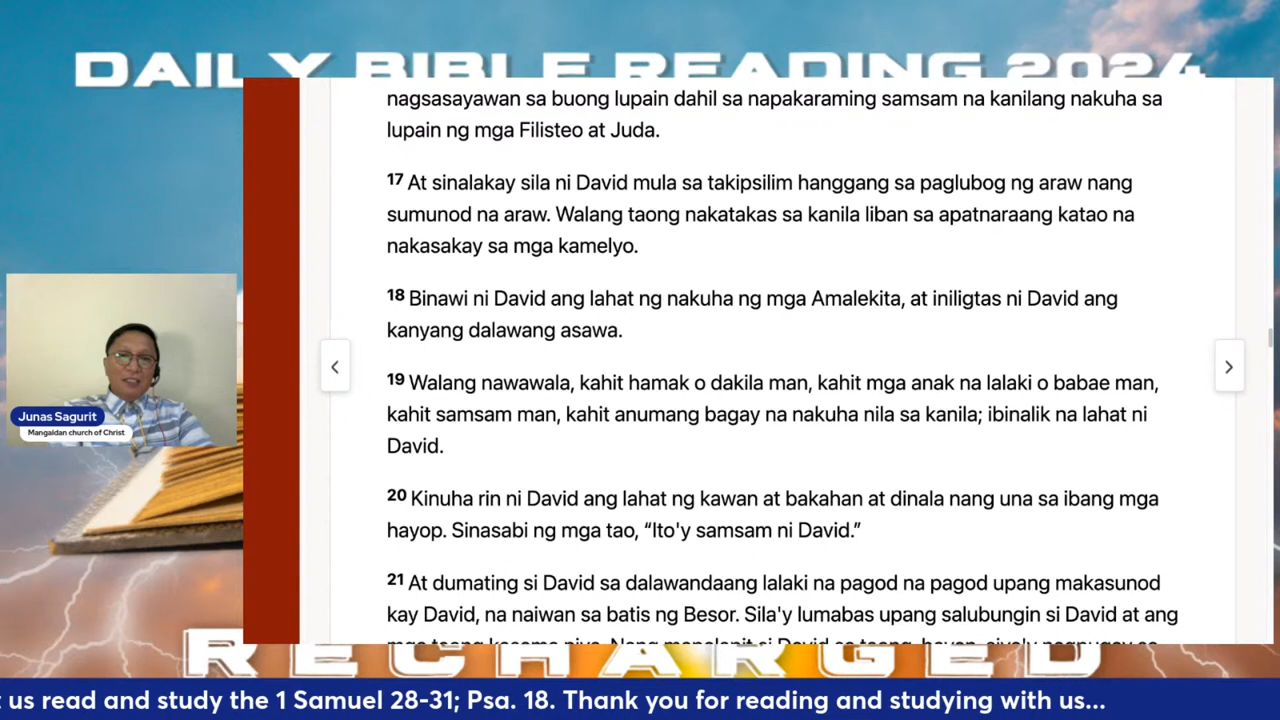 DAILY BIBLE READING 2024
nagsasayawan sa buong lupain dahil sa napakaraming samsam na kanilang nakuha sa
lupain ng mga Filisteo at Juda.
17 At sinalakay sila ni David mula sa takipsilim hanggang sa paglubog ng araw nang
sumunod na araw. Walang taong nakatakas sa kanila liban sa apatnaraang katao na
nakasakay sa mga kamelyo.
18 Binawi ni David ang lahat ng nakuha ng mga Amalekita, at iniligtas ni David ang
kanyang dalawang asawa.
19 Walang nawawala, kahit hamak o dakila man, kahit mga anak na lalaki o babae man,
kahit samsam man, kahit anumang bagay na nakuha nila sa kanila; ibinalik na lahat ni
David.
20 Kinuha rin ni David ang lahat ng kawan at bakahan at dinala nang una sa ibang mga
hayop. Sinasabi ng mga tao, “Ito'y samsam ni David.”
21 At dumating si David sa dalawandaang lalaki na pagod na pagod upang makasunod
kay David, na naiwan sa batis ng Besor. Sila'y lumabas upang salubungin si David at ang
Junas Sagurit
Mangaldan church of Christ
RECHARGED
us read and study the 1 Samuel 28-31; Psa. 18. Thank you for reading and studying with us...